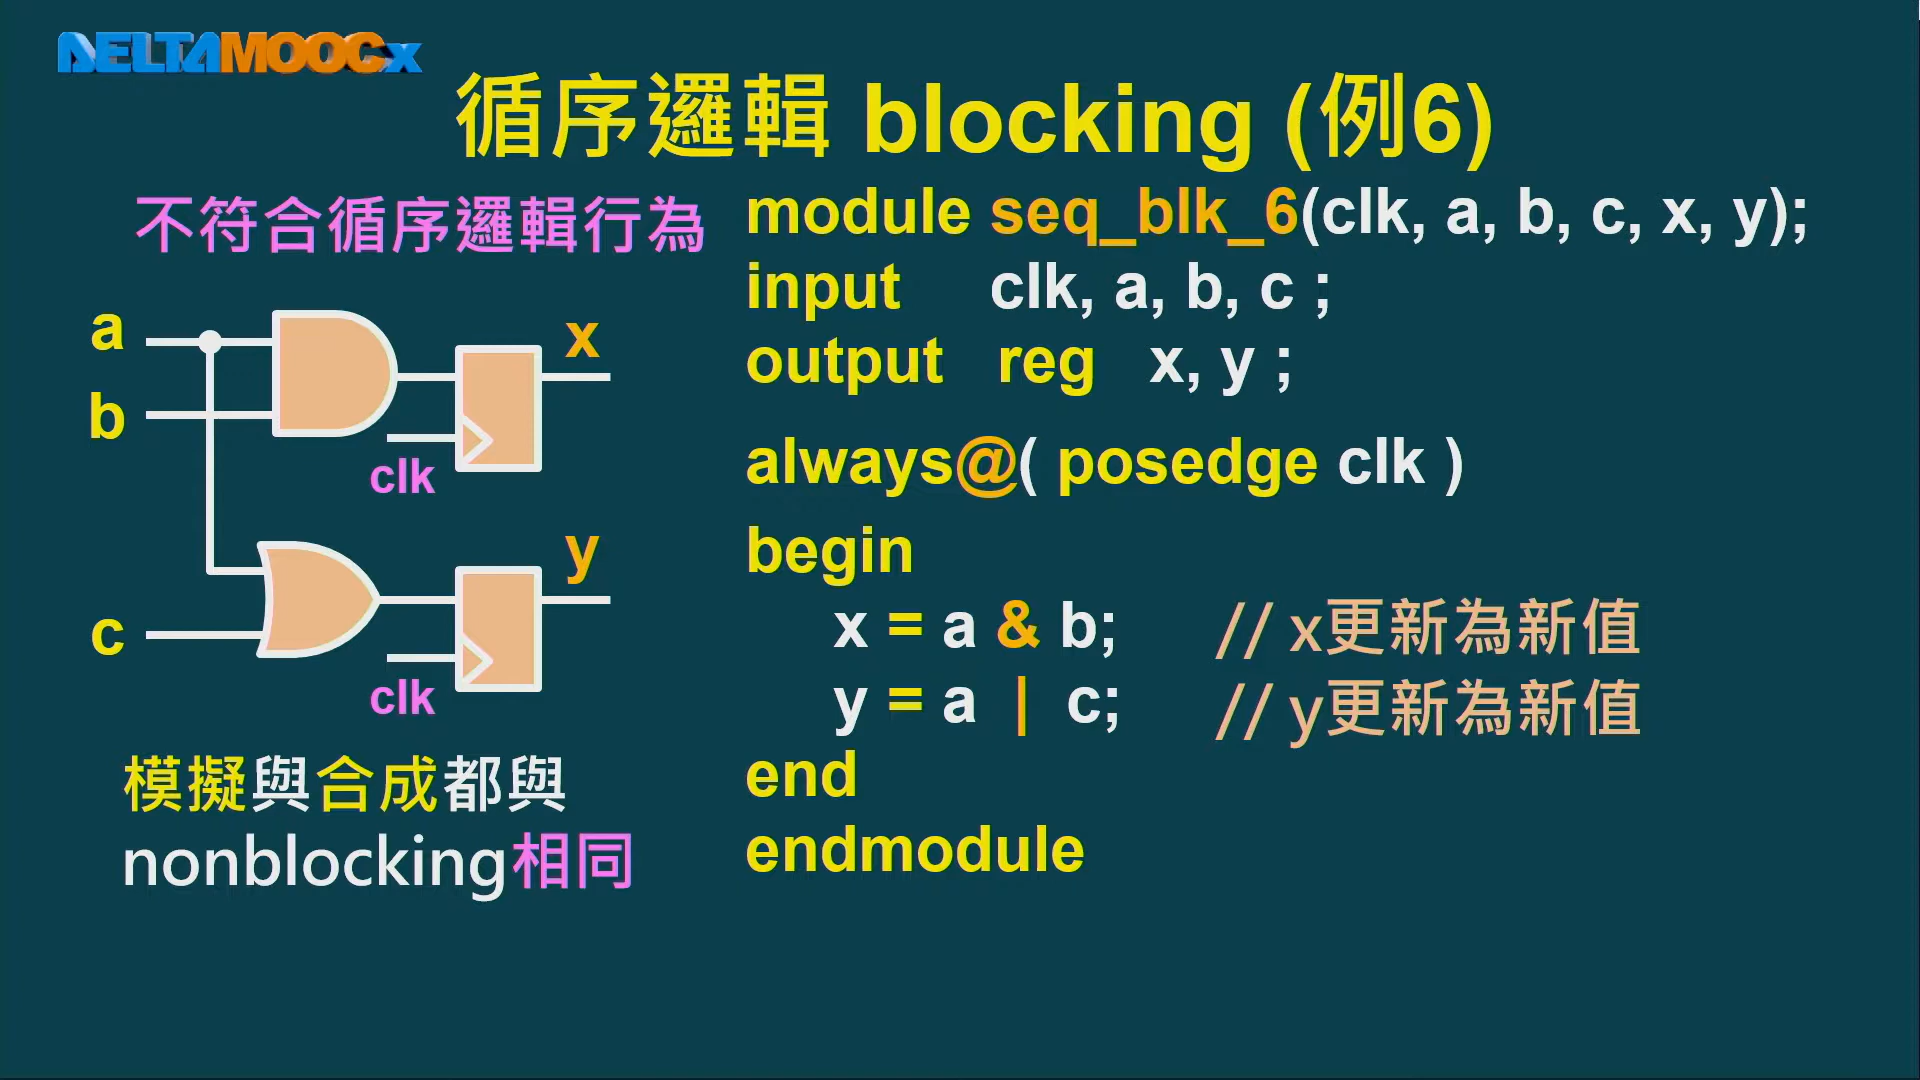 DELTAMOOCx
循序邏輯 blocking (例6)
不符合循序邏輯行為
a
b
c
x
clk
y
clk
模擬與合成都與
nonblocking相同
module seq_blk_6(clk, a, b, c, x, y);
input clk, a, b, c ;
output reg x, y ;
always@( posedge clk )
begin
x = a & b; // x更新為新值
y = a | c; // y更新為新值
end
endmodule